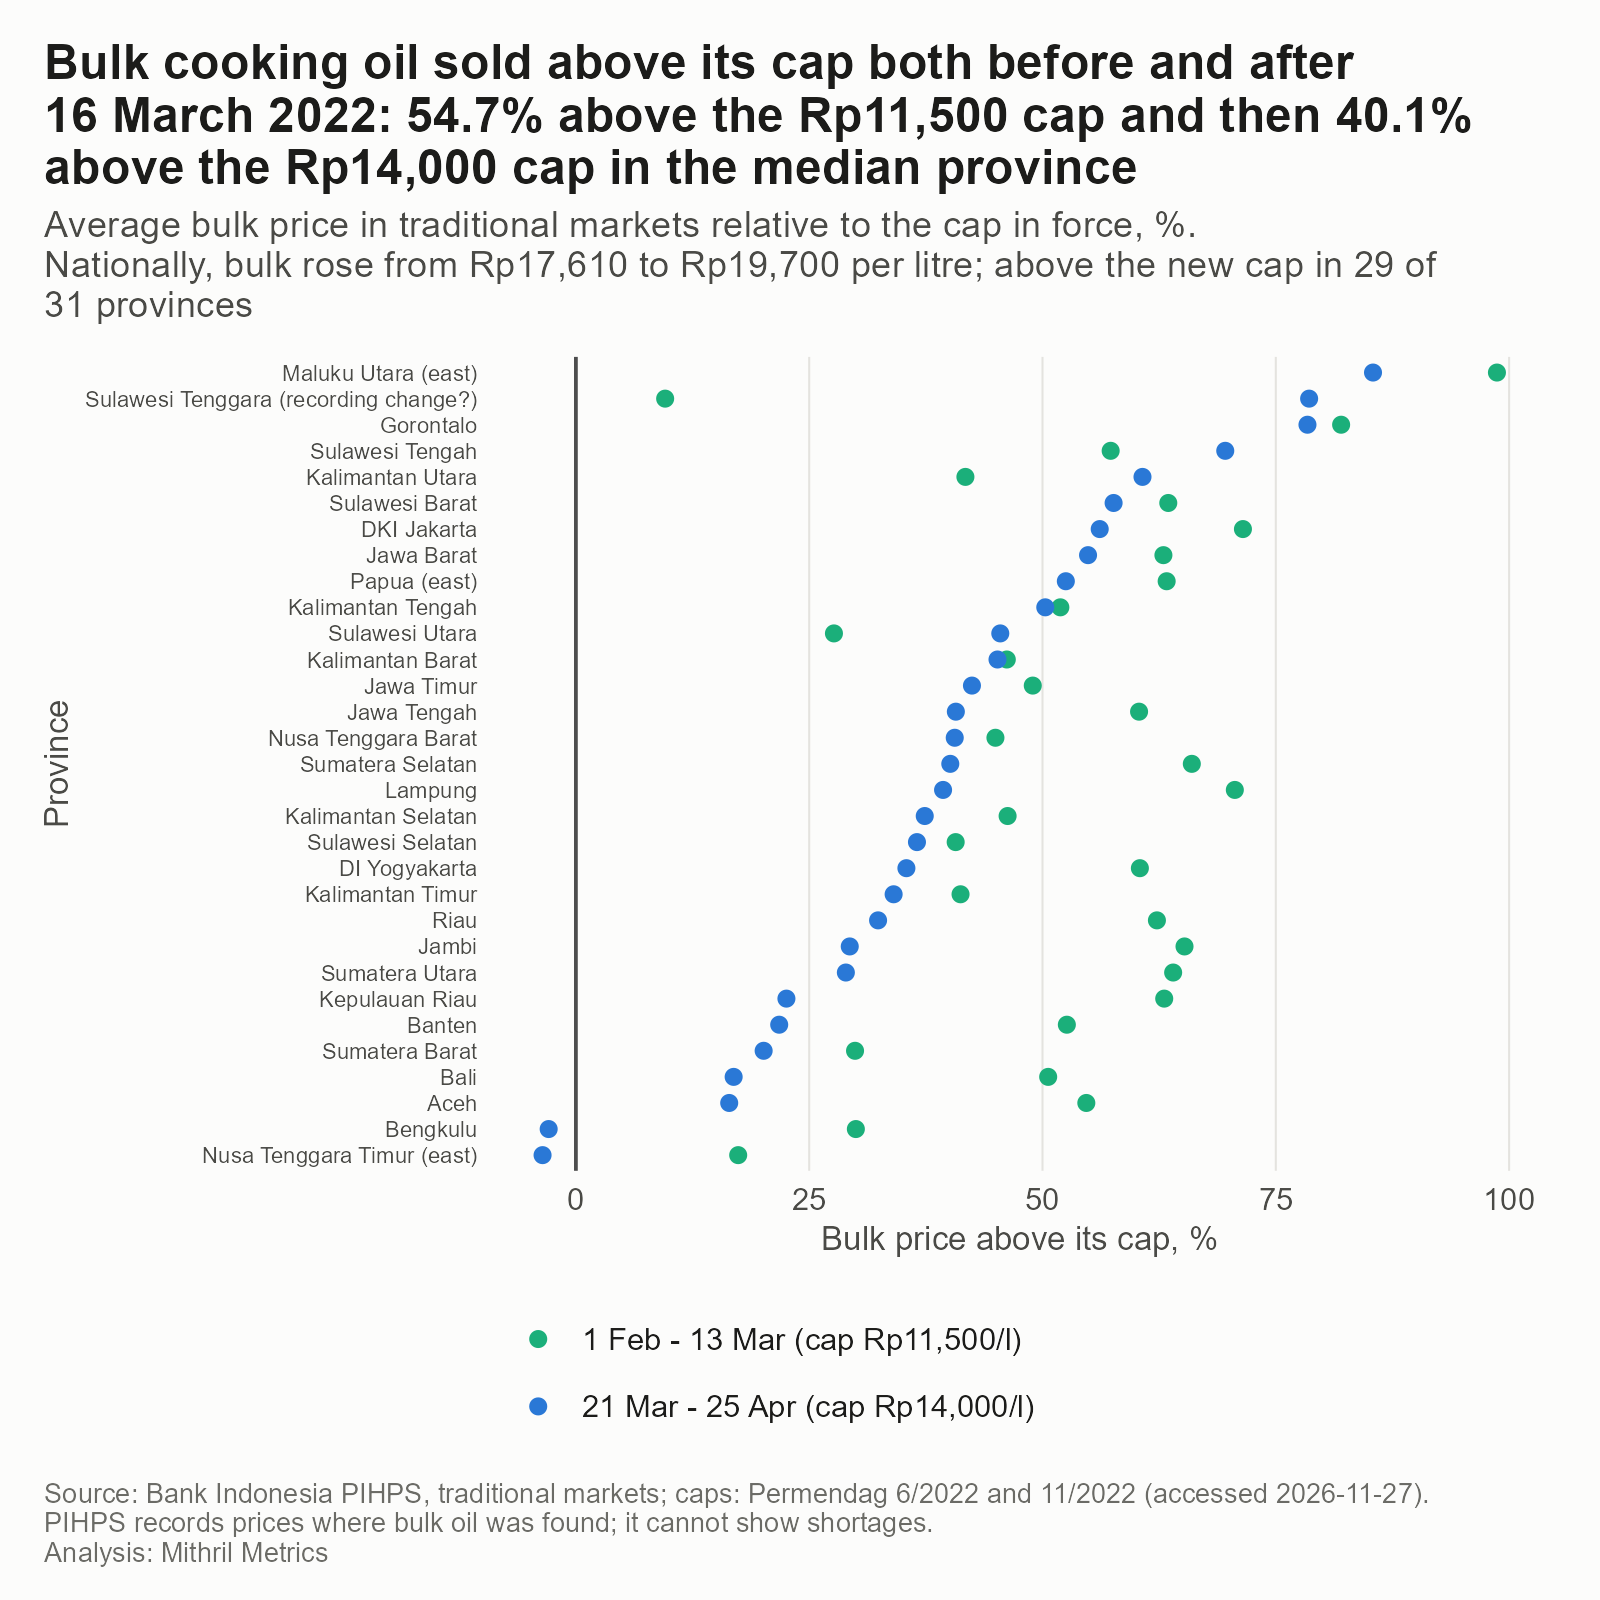 Bulk cooking oil sold above its cap both before and after
16 March 2022: 54.7% above the Rp11,500 cap and then 40.1%
above the Rp14,000 cap in the median province
Average bulk price in traditional markets relative to the cap in force, %.
Nationally, bulk rose from Rp17,610 to Rp19,700 per litre; above the new cap in 29 of
31 provinces
Province
Maluku Utara (east)
Sulawesi Tenggara (recording change?)
Gorontalo
Sulawesi Tengah
Kalimantan Utara
Sulawesi Barat
DKI Jakarta
Jawa Barat
Papua (east)
Kalimantan Tengah
Sulawesi Utara
Kalimantan Barat
Jawa Timur
Jawa Tengah
Nusa Tenggara Barat
Sumatera Selatan
Lampung
Kalimantan Selatan
Sulawesi Selatan
DI Yogyakarta
Kalimantan Timur
Riau
Jambi
Sumatera Utara
Kepulauan Riau
Banten
Sumatera Barat
Bali
Aceh
Bengkulu
Nusa Tenggara Timur (east)
0 25 50 75 100
Bulk price above its cap, %
1 Feb - 13 Mar (cap Rp11,500/l)
21 Mar - 25 Apr (cap Rp14,000/l)
Source: Bank Indonesia PIHPS, traditional markets; caps: Permendag 6/2022 and 11/2022 (accessed 2026-11-27).
PIHPS records prices where bulk oil was found; it cannot show shortages.
Analysis: Mithril Metrics